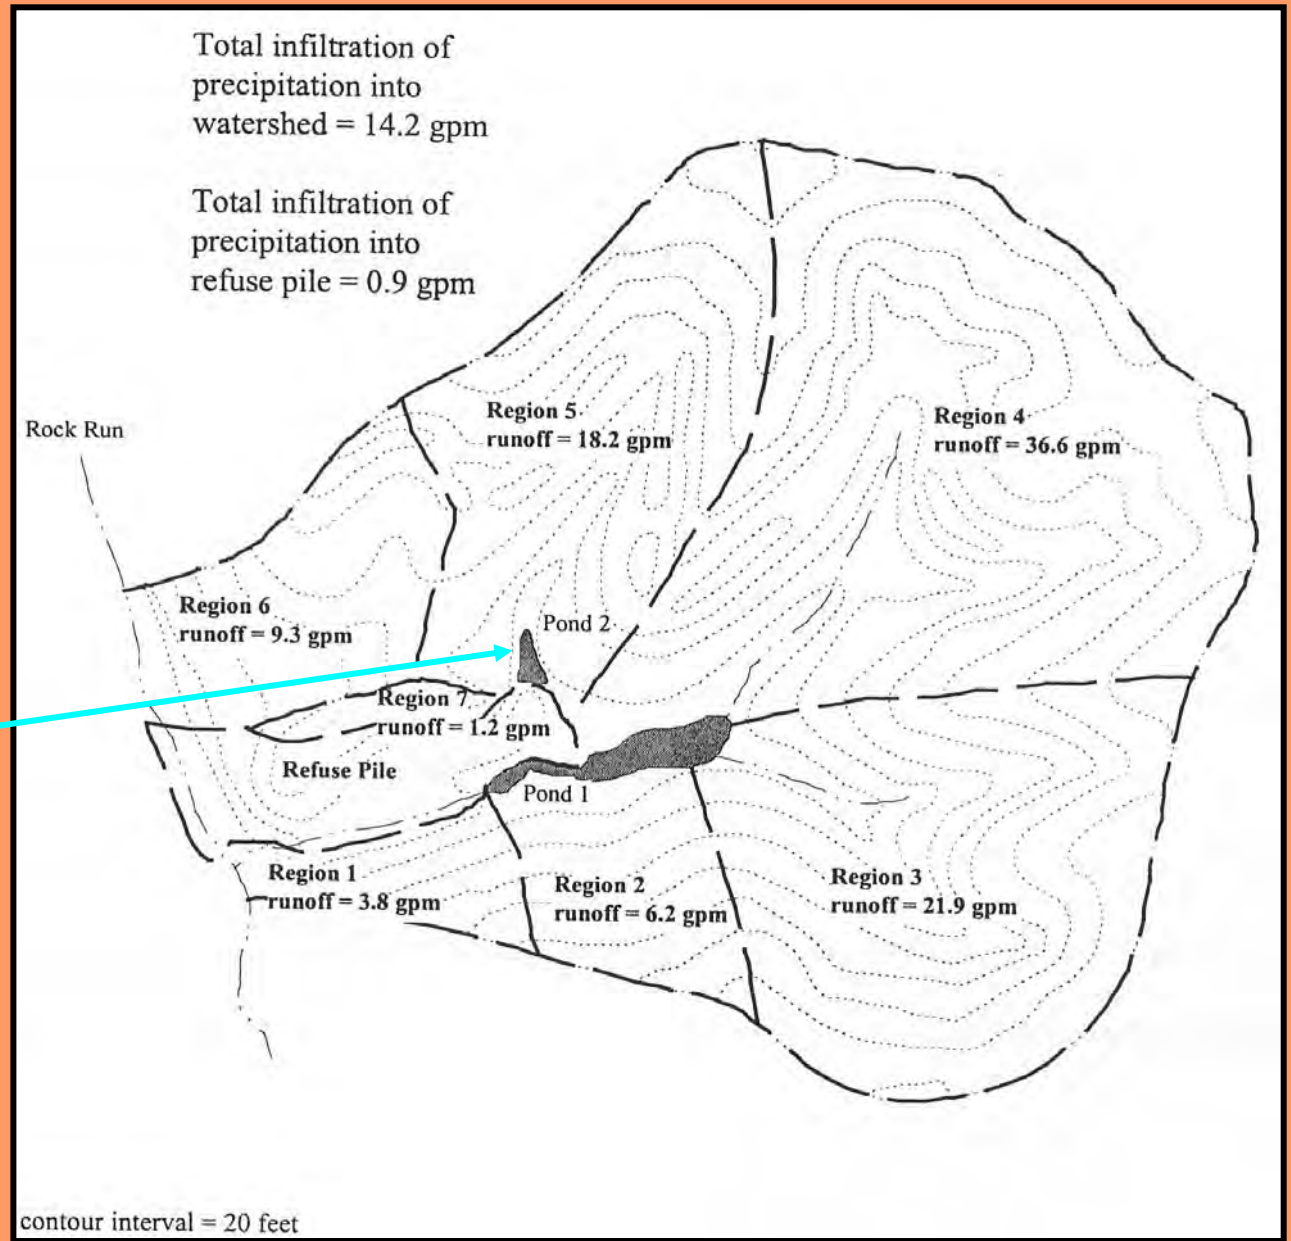 Total infiltration of
precipitation into
watershed = 14.2 gpm
Total infiltration of
precipitation into
refuse pile = 0.9 gpm
Rock Run
Region 5
runoff = 18.2 gpm
Region 4
runoff = 36.6 gpm
Region 6
runoff = 9.3 gpm
Pond 2
Region 7
runoff = 1.2 gpm
Refuse Pile
Pond 1
Region 1
runoff = 3.8 gpm
Region 2
runoff = 6.2 gpm
Region 3
runoff = 21.9 gpm
contour interval = 20 feet